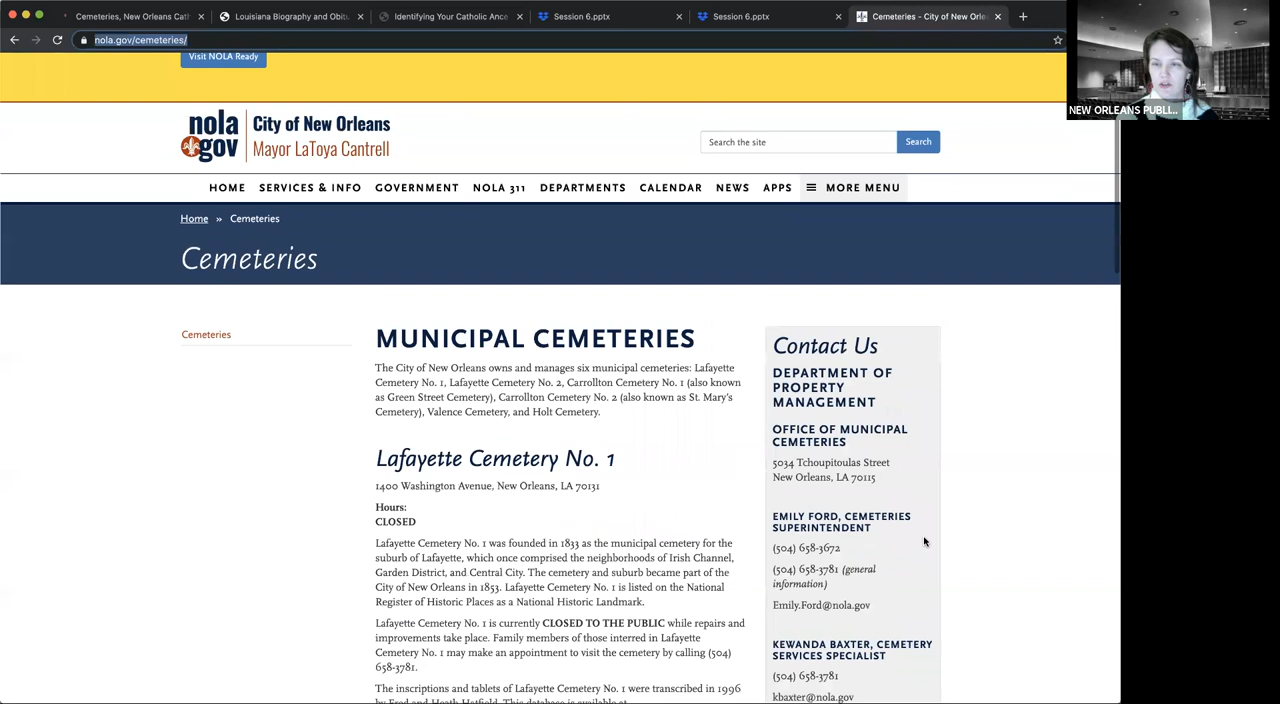 Cemeteries, New Orleans Cath
Louisiana Biography and Obitu
Identifying Your Catholic Ance
Session 6.pptx
Session 6.pptx
Cemeteries - City of New Orle
nola.gov/cemeteries/
NEW ORLEANS PUBLI...
Visit NOLA Ready
nola
gov
City of New Orleans
Mayor LaToya Cantrell
Search the site
Search
HOME SERVICES & INFO GOVERNMENT NOLA 311 DEPARTMENTS CALENDAR NEWS APPS MORE MENU
Home » Cemeteries
Cemeteries
Cemeteries
MUNICIPAL CEMETERIES
The City of New Orleans owns and manages six municipal cemeteries: Lafayette
Cemetery No. 1, Lafayette Cemetery No. 2, Carrollton Cemetery No. 1 (also known
as Green Street Cemetery), Carrollton Cemetery No. 2 (also known as St. Mary's
Cemetery), Valence Cemetery, and Holt Cemetery.
Lafayette Cemetery No. 1
1400 Washington Avenue, New Orleans, LA 70131
Hours:
CLOSED
Lafayette Cemetery No. 1 was founded in 1833 as the municipal cemetery for the
suburb of Lafayette, which once comprised the neighborhoods of Irish Channel,
Garden District, and Central City. The cemetery and suburb became part of the
City of New Orleans in 1853. Lafayette Cemetery No. 1 is listed on the National
Register of Historic Places as a National Historic Landmark.
Lafayette Cemetery No. 1 is currently CLOSED TO THE PUBLIC while repairs and
improvements take place. Family members of those interred in Lafayette
Cemetery No. 1 may make an appointment to visit the cemetery by calling (504)
658-3781.
The inscriptions and tablets of Lafayette Cemetery No. 1 were transcribed in 1996
by Fred and Heath Hatfield. This database is available at
Contact Us
DEPARTMENT OF
PROPERTY
MANAGEMENT
OFFICE OF MUNICIPAL
CEMETERIES
5034 Tchoupitoulas Street
New Orleans, LA 70115
EMILY FORD, CEMETERIES
SUPERINTENDENT
(504) 658-3672
(504) 658-3781 (general
information)
Emily.Ford@nola.gov
KEWANDA BAXTER, CEMETERY
SERVICES SPECIALIST
(504) 658-3781
kbaxter@nola.gov